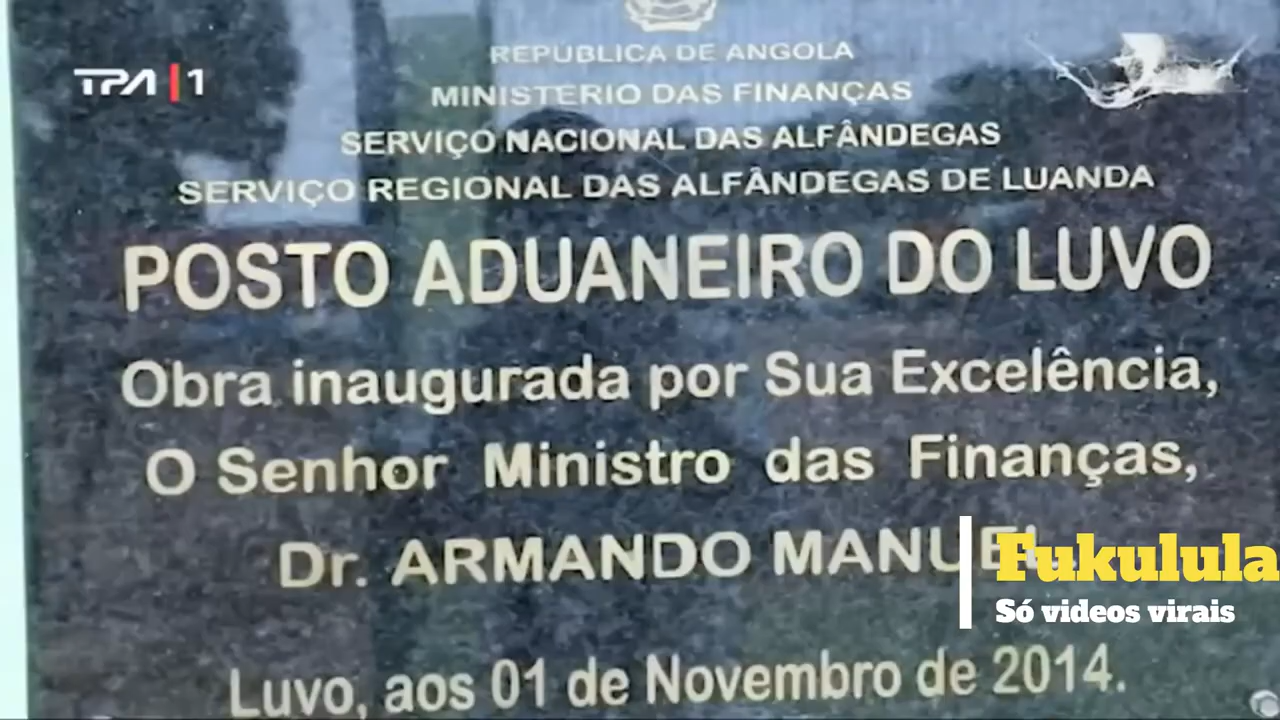 TPA 1
REPUBLICA DE ANGOLA
MINISTERIO DAS FINANÇAS
SERVIÇO NACIONAL DAS ALFÂNDEGAS
SERVIÇO REGIONAL DAS ALFÂNDEGAS DE LUANDA
POSTO ADUANEIRO DO LUVO
Obra inaugurada por Sua Excelência,
O Senhor Ministro das Finanças,
Dr. ARMANDO MANUEL
Fukulula
Só videos virais
Luvo, aos 01 de Novembro de 2014.